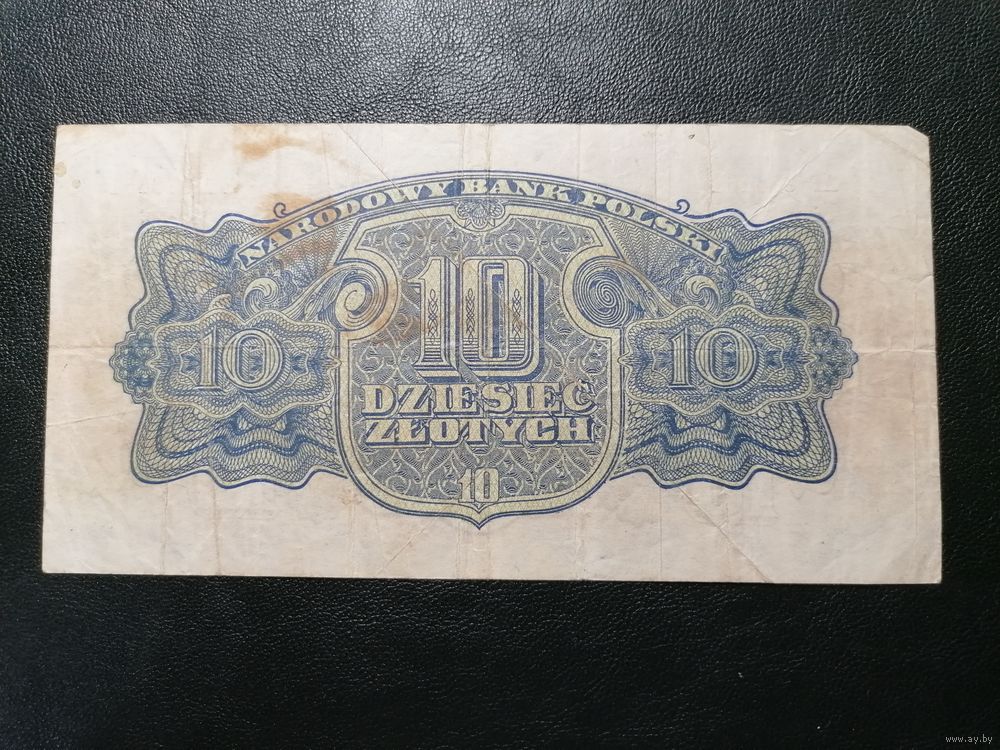 NARODOWY BANK POLSKI
10
10
10
DZIESIĘĆ
ZŁOTYCH
10
www.ay.by